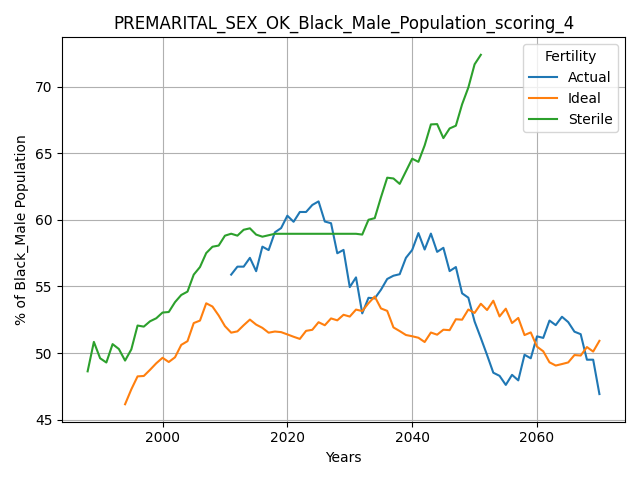 PREMARITAL_SEX_OK_Black_Male_Population_scoring_4
Fertility
Actual
Ideal
Sterile
% of Black_Male Population
70
65
60
55
50
45
2000
2020
2040
2060
Years